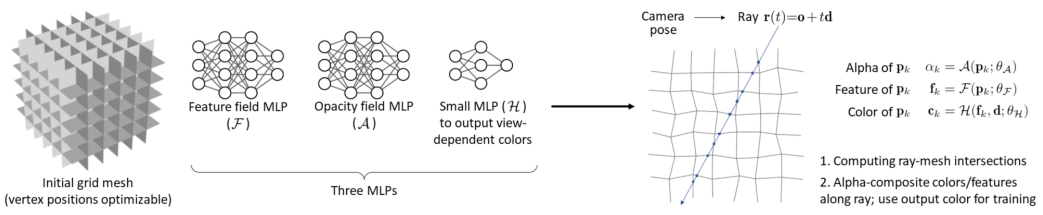 Initial grid mesh
(vertex positions optimizable)
Feature field MLP
(ℱ)
Opacity field MLP
(𝒜)
Small MLP (ℋ)
to output view-
dependent colors
Three MLPs
Camera
pose
Ray r(t)=o + td
Alpha of pₖ αₖ = 𝒜(pₖ; θ_𝒜)
Feature of pₖ fₖ = ℱ(pₖ; θ_ℱ)
Color of pₖ cₖ = ℋ(fₖ, d; θ_ℋ)
1. Computing ray-mesh intersections
2. Alpha-composite colors/features
along ray; use output color for training